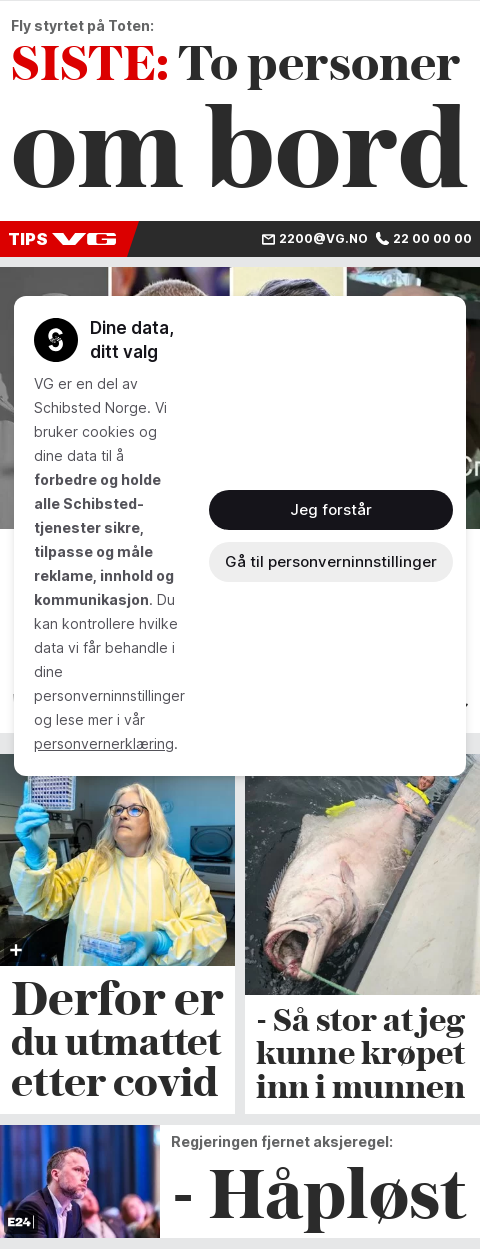 Fly styrtet på Toten:
SISTE: To personer
om bord
TIPS VG
2200@VG.NO 22 00 00 00
Dine data,
ditt valg
VG er en del av
Schibsted Norge. Vi
bruker cookies og
dine data til å
forbedre og holde
alle Schibsted-
tjenester sikre,
tilpasse og måle
reklame, innhold og
kommunikasjon. Du
kan kontrollere hvilke
data vi får behandle i
dine
personverninnstillinger
og lese mer i vår
personvernerklæring.
Jeg forstår
Gå til personverninnstillinger
Derfor er
du utmattet
etter covid
- Så stor at jeg
kunne krøpet
inn i munnen
E24
Regjeringen fjernet aksjeregel:
- Håpløst